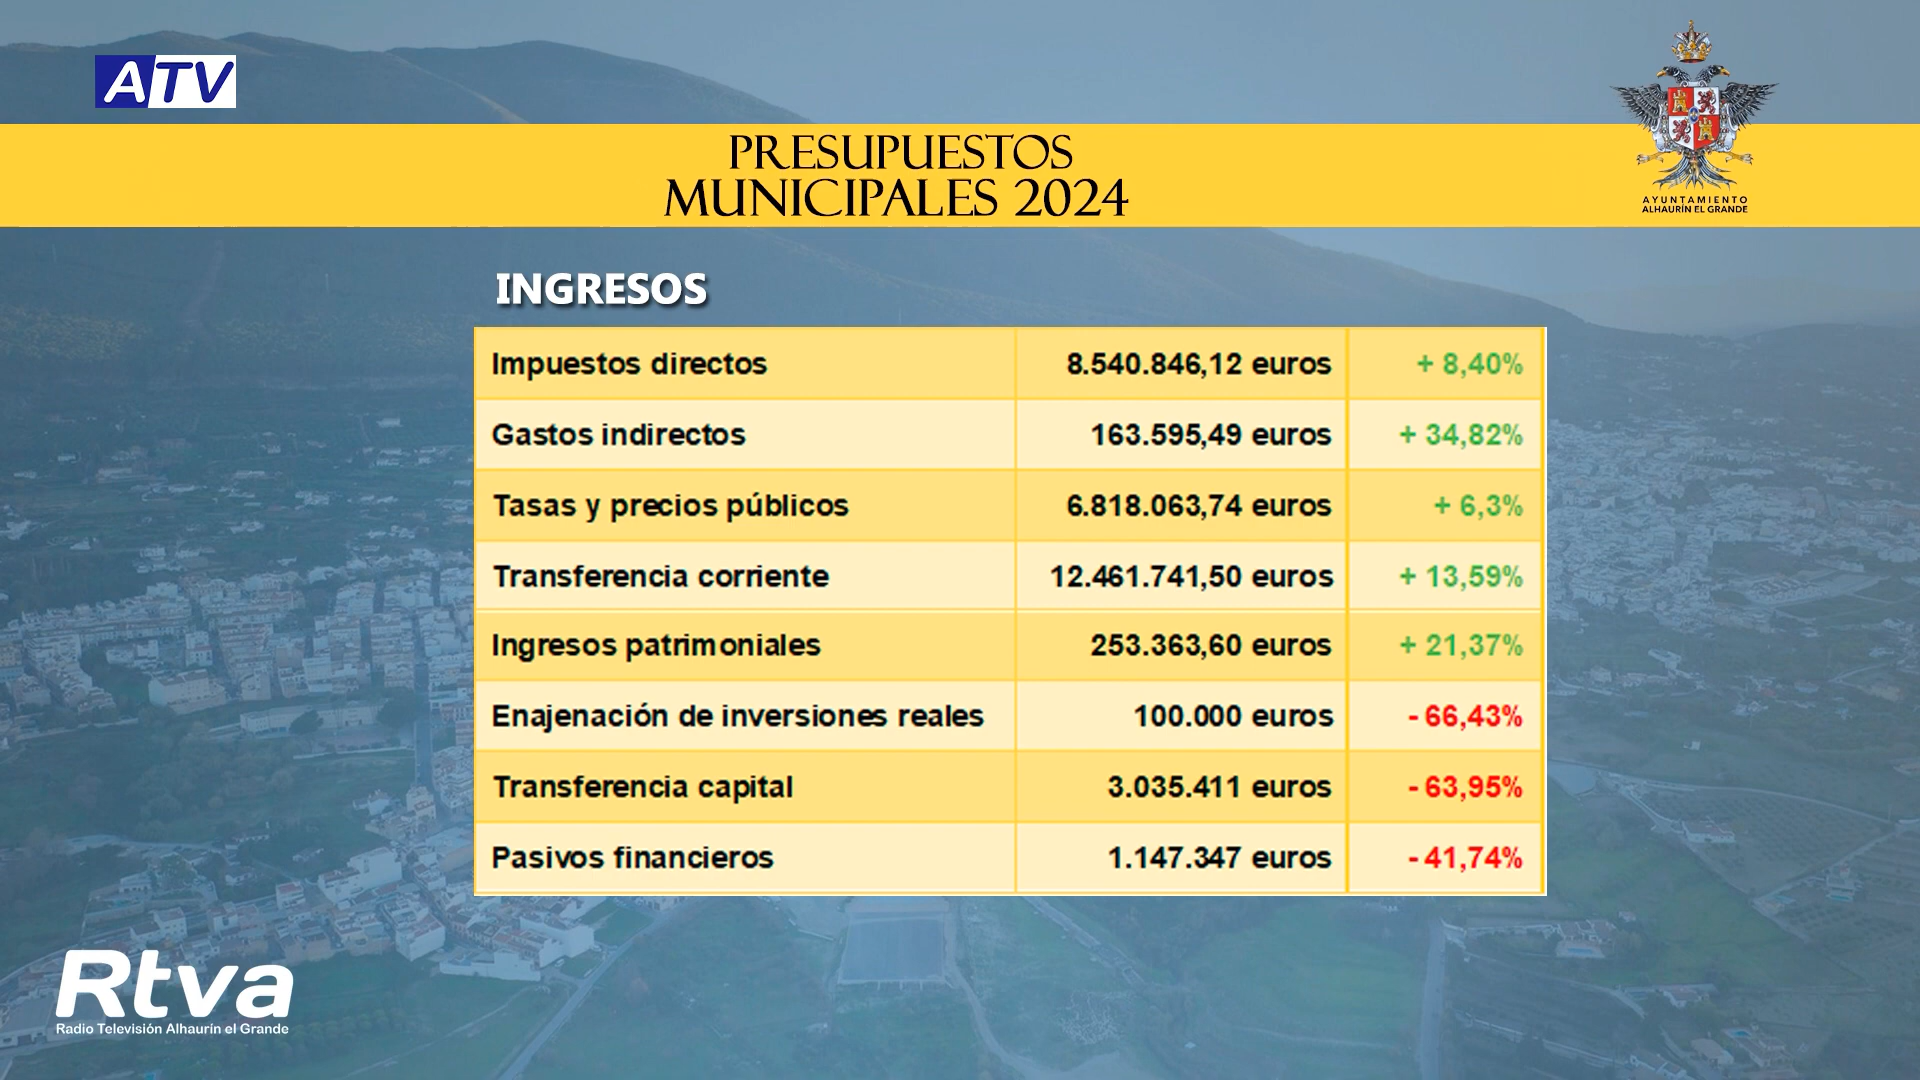 ATV
PRESUPUESTOS
MUNICIPALES 2024
AYUNTAMIENTO
ALHAURÍN EL GRANDE
INGRESOS
Impuestos directos 8.540.846,12 euros + 8,40%
Gastos indirectos 163.595,49 euros + 34,82%
Tasas y precios públicos 6.818.063,74 euros + 6,3%
Transferencia corriente 12.461.741,50 euros + 13,59%
Ingresos patrimoniales 253.363,60 euros + 21,37%
Enajenación de inversiones reales 100.000 euros - 66,43%
Transferencia capital 3.035.411 euros - 63,95%
Pasivos financieros 1.147.347 euros - 41,74%
Rtva
Radio Televisión Alhaurín el Grande